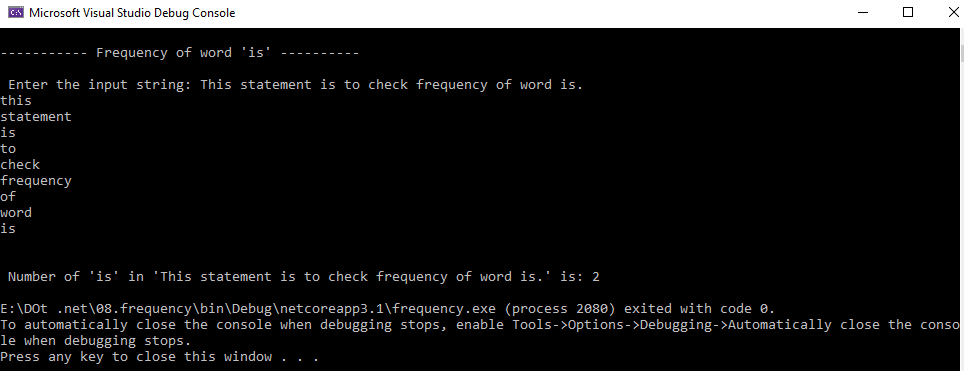 Microsoft Visual Studio Debug Console
----------- Frequency of word 'is' ----------
Enter the input string: This statement is to check frequency of word is.
this
statement
is
to
check
frequency
of
word
is
Number of 'is' in 'This statement is to check frequency of word is.' is: 2
E:\DOt .net\08.frequency\bin\Debug\netcoreapp3.1\frequency.exe (process 2080) exited with code 0.
To automatically close the console when debugging stops, enable Tools->Options->Debugging->Automatically close the conso
le when debugging stops.
Press any key to close this window . . .